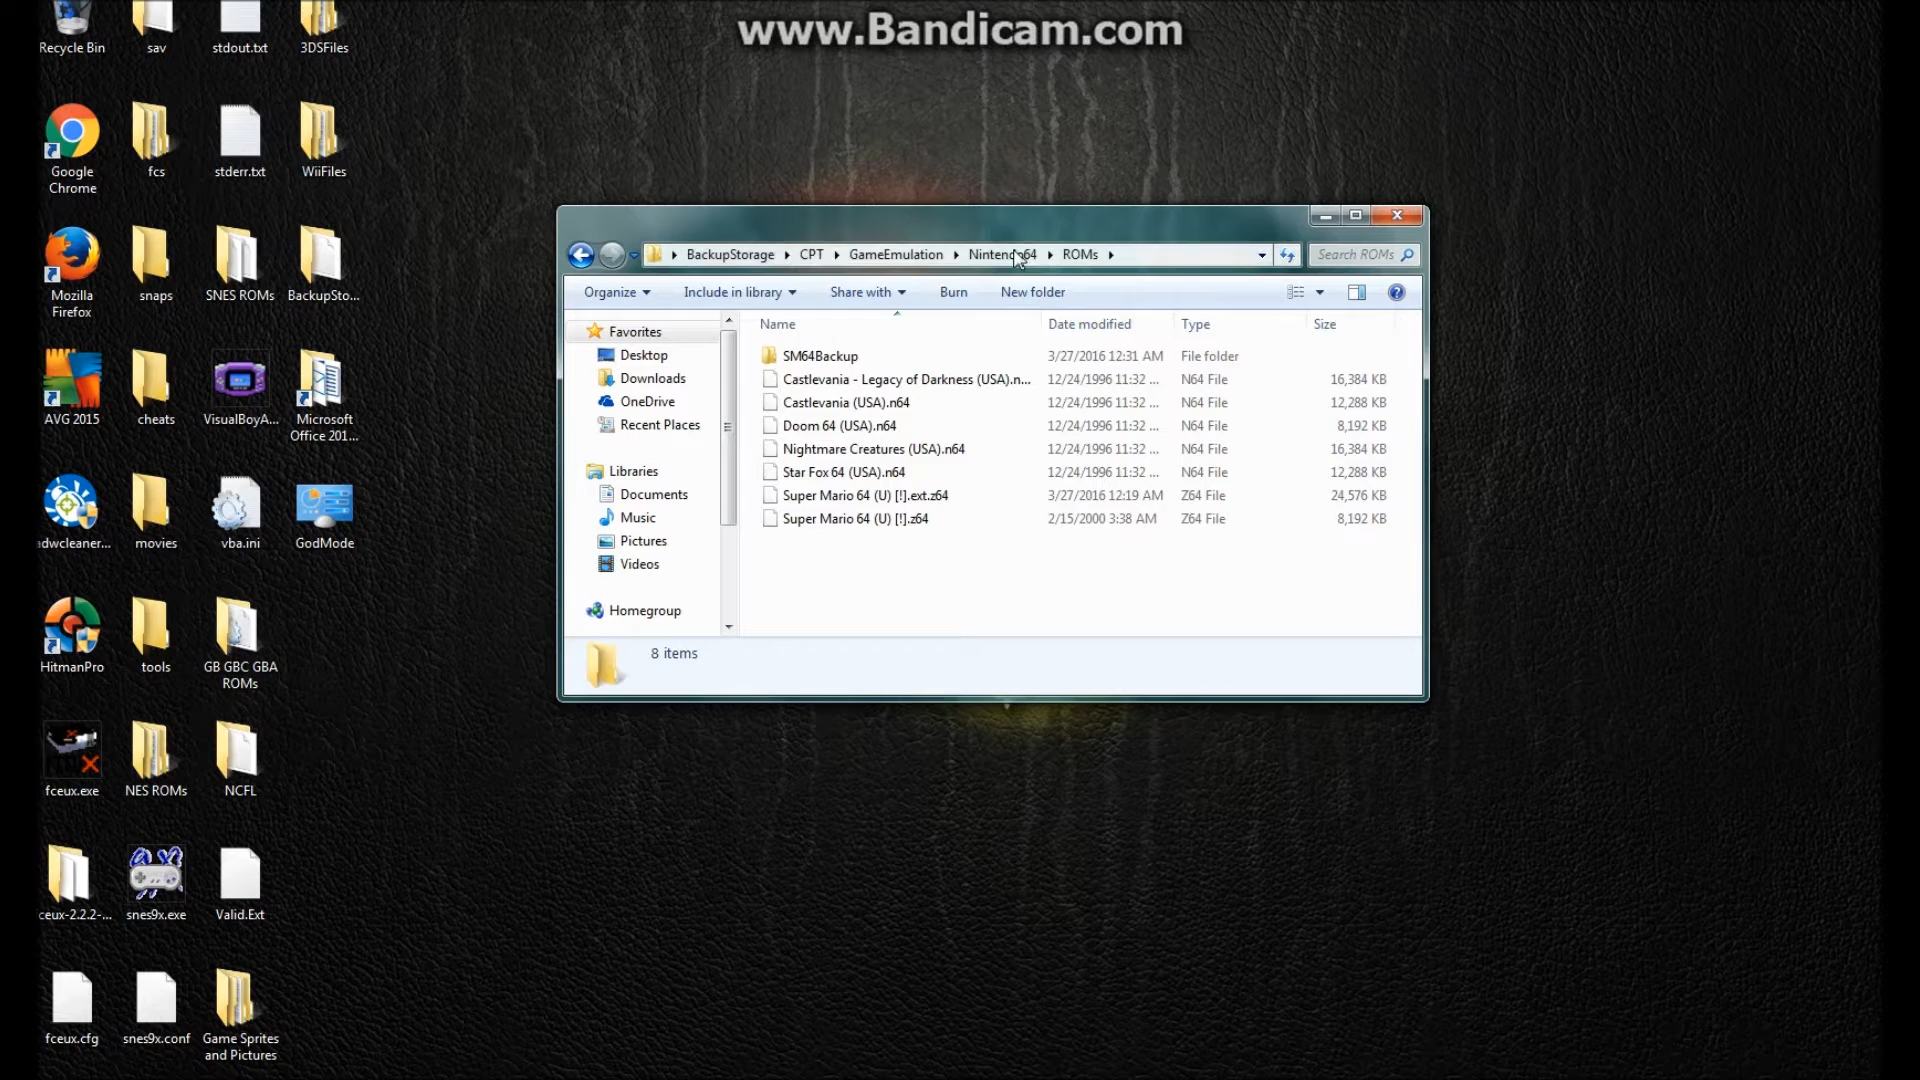 www.Bandicam.com
Recycle Bin
sav
stdout.txt
3DSFiles
Google
Chrome
fcs
stderr.txt
WiiFiles
Mozilla
Firefox
snaps
SNES ROMs
BackupSto...
AVG 2015
cheats
VisualBoyA...
Microsoft
Office 201...
adwcleaner...
movies
vba.ini
GodMode
HitmanPro
tools
GB GBC GBA
ROMs
fceux.exe
NES ROMs
NCFL
ceux-2.2.2-...
snes9x.exe
Valid.Ext
fceux.cfg
snes9x.conf
Game Sprites
and Pictures
BackupStorage CPT GameEmulation Nintendo64 ROMs
Search ROMs
Organize Include in library Share with Burn New folder
Favorites
Desktop
Downloads
OneDrive
Recent Places
Libraries
Documents
Music
Pictures
Videos
Homegroup
Name Date modified Type Size
SM64Backup 3/27/2016 12:31 AM File folder
Castlevania - Legacy of Darkness (USA).n... 12/24/1996 11:32 ... N64 File 16,384 KB
Castlevania (USA).n64 12/24/1996 11:32 ... N64 File 12,288 KB
Doom 64 (USA).n64 12/24/1996 11:32 ... N64 File 8,192 KB
Nightmare Creatures (USA).n64 12/24/1996 11:32 ... N64 File 16,384 KB
Star Fox 64 (USA).n64 12/24/1996 11:32 ... N64 File 12,288 KB
Super Mario 64 (U) [!].ext.z64 3/27/2016 12:19 AM Z64 File 24,576 KB
Super Mario 64 (U) [!].z64 2/15/2000 3:38 AM Z64 File 8,192 KB
8 items